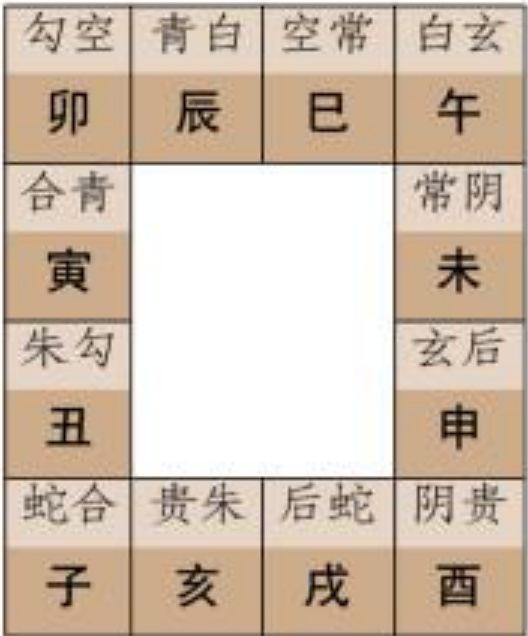 勾空 青白 空常 白玄
卯 辰 巳 午
合青 常阴
寅 未
朱勾 玄后
丑 申
蛇合 贵朱 后蛇 阴贵
子 亥 戌 酉